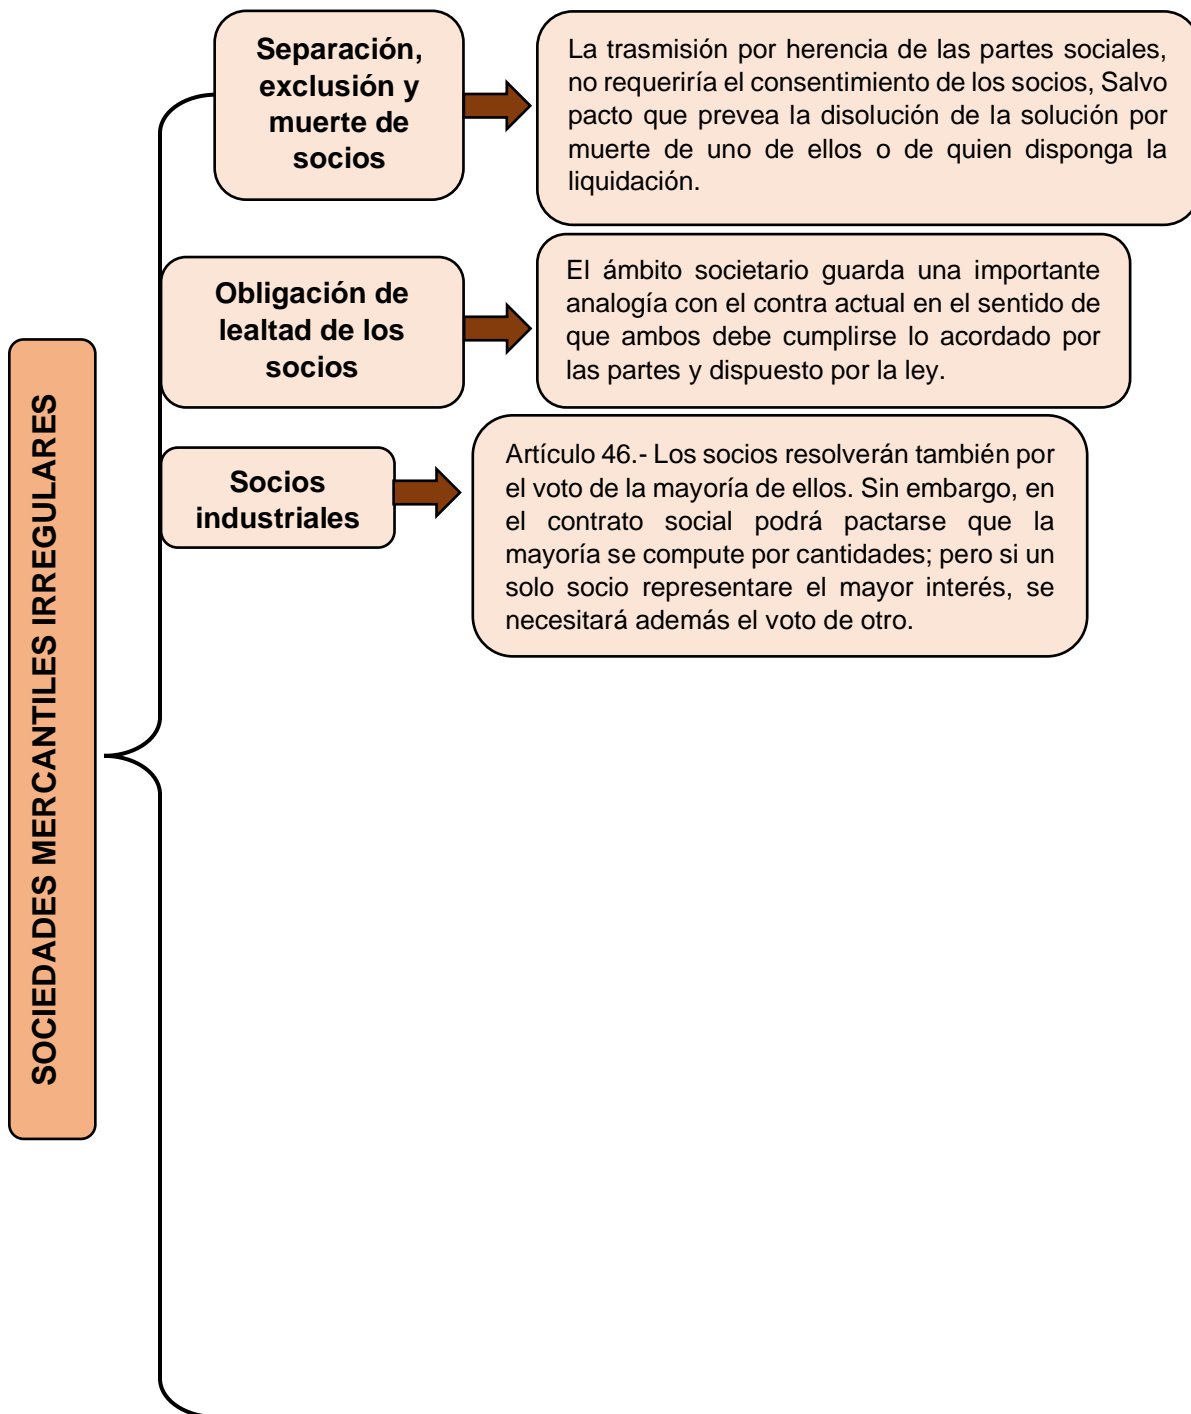 Separación,
exclusión y
muerte de
socios
La trasmisión por herencia de las partes sociales,
no requeriría el consentimiento de los socios, Salvo
pacto que prevea la disolución de la solución por
muerte de uno de ellos o de quien disponga la
liquidación.
Obligación de
lealtad de los
socios
El ámbito societario guarda una importante
analogía con el contra actual en el sentido de
que ambos debe cumplirse lo acordado por
las partes y dispuesto por la ley.
SOCIEDADES MERCANTILES IRREGULARES
Socios
industriales
Artículo 46.- Los socios resolverán también por
el voto de la mayoría de ellos. Sin embargo, en
el contrato social podrá pactarse que la
mayoría se compute por cantidades; pero si un
solo socio representare el mayor interés, se
necesitará además el voto de otro.